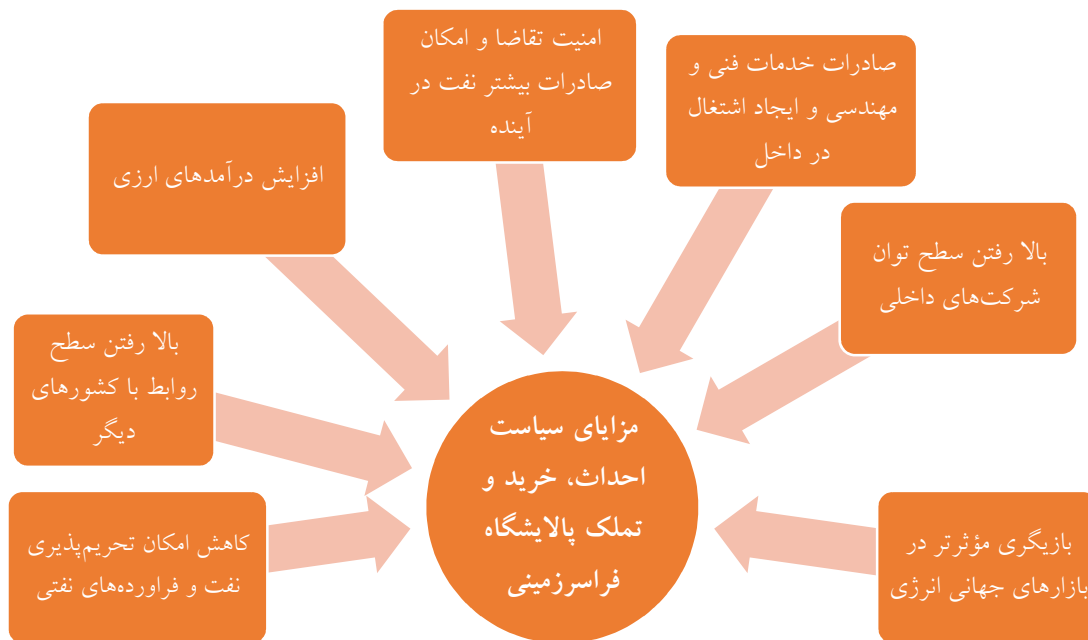 امنیت تقاضا و امکان
صادرات بیشتر نفت در
آینده
صادرات خدمات فنی و
مهندسی و ایجاد اشتغال
در داخل
افزایش درآمدهای ارزی
بالا رفتن سطح توان
شرکت‌های داخلی
بالا رفتن سطح
روابط با کشورهای
دیگر
مزایای سیاست
احداث، خرید و
تملک پالایشگاه
فراسرزمینی
کاهش امکان تحریم‌پذیری
نفت و فراورده‌های نفتی
بازیگری مؤثرتر در
بازارهای جهانی انرژی